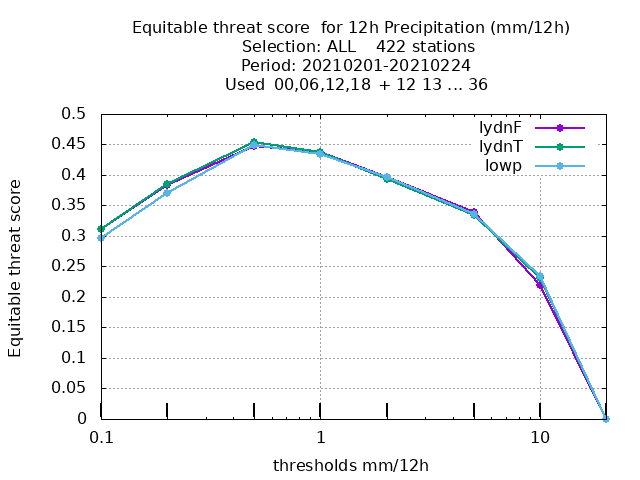 Equitable threat score  for 12h Precipitation (mm/12h)
Selection: ALL    422 stations
Period: 20210201-20210224
Used  00,06,12,18  + 12 13 ... 36
Equitable threat score
0.5
0.45
0.4
0.35
0.3
0.25
0.2
0.15
0.1
0.05
0
lydnF
lydnT
lowp
0.1 1 10
thresholds mm/12h